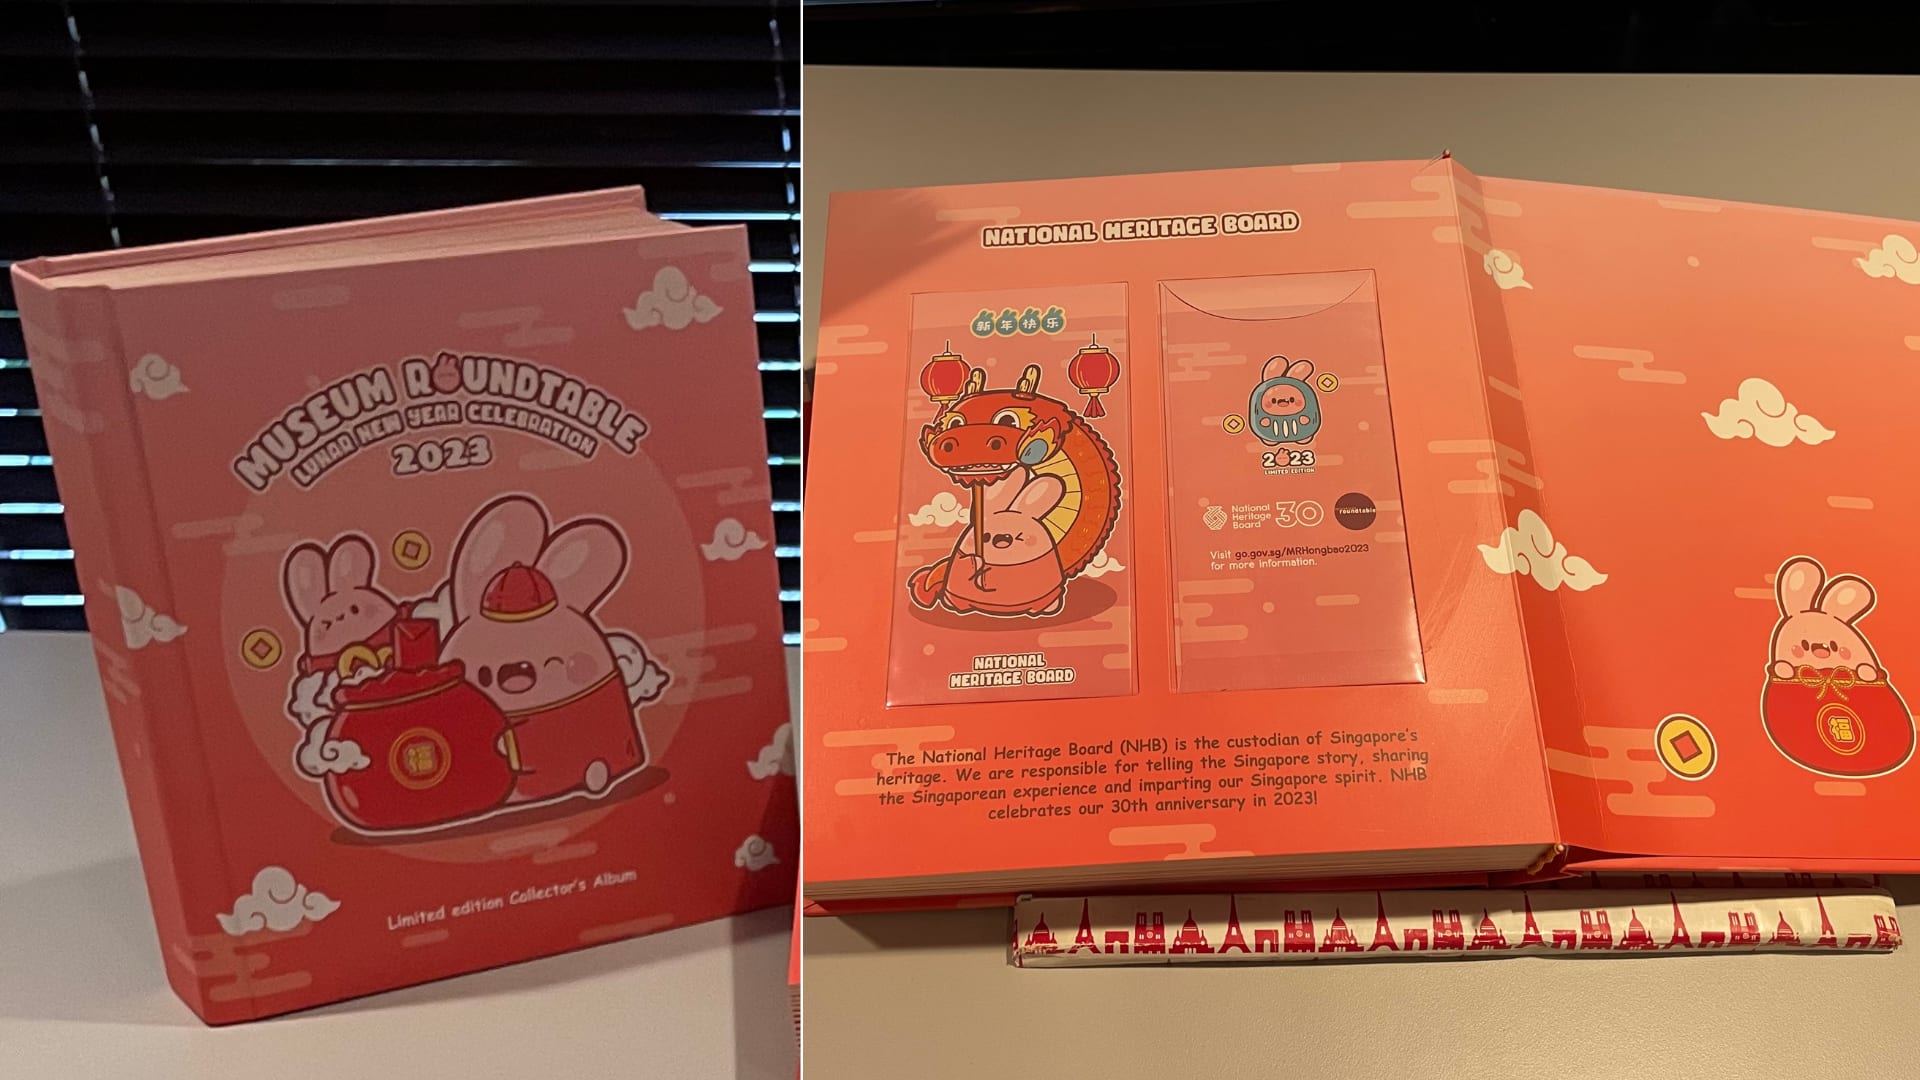 MUSEUM ROUNDTABLE
LUNAR NEW YEAR CELEBRATION
2023
福
Limited edition Collector's Album
NATIONAL HERITAGE BOARD
新年快乐
NATIONAL
HERITAGE BOARD
2023
LIMITED EDITION
National
Heritage
Board
30
roundtable
Visit go.gov.sg/MRHongbao2023
for more information.
The National Heritage Board (NHB) is the custodian of Singapore's
heritage. We are responsible for telling the Singapore story, sharing
the Singaporean experience and imparting our Singapore spirit. NHB
celebrates our 30th anniversary in 2023!
福